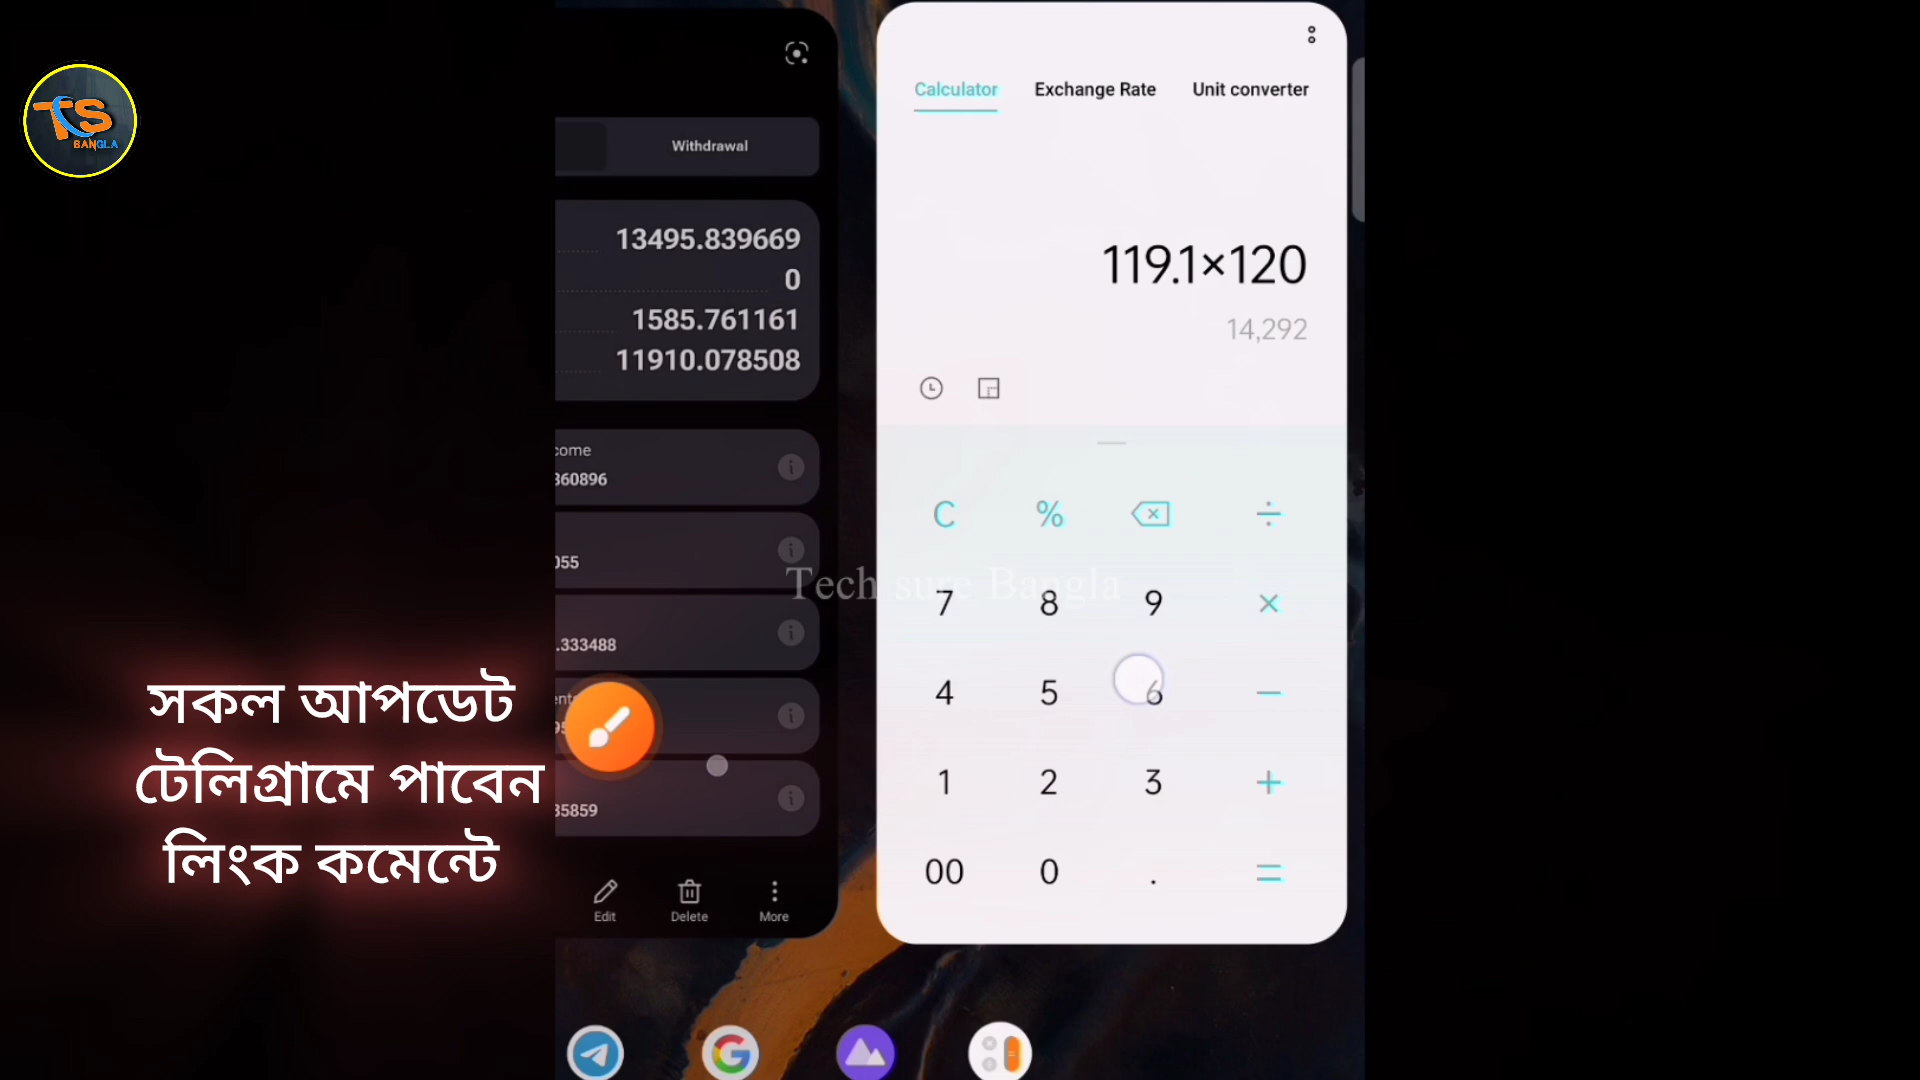 TS
BANGLA
Withdrawal
13495.839669
0
1585.761161
11910.078508
come
360896
055
.333488
35859
Edit
Delete
More
Calculator
Exchange Rate
Unit converter
119.1×120
14,292
C % ÷
7 8 9 ×
4 5 6 −
1 2 3 +
00 0 . =
Tech sure Bangla
সকল আপডেট
টেলিগ্রামে পাবেন
লিংক কমেন্টে